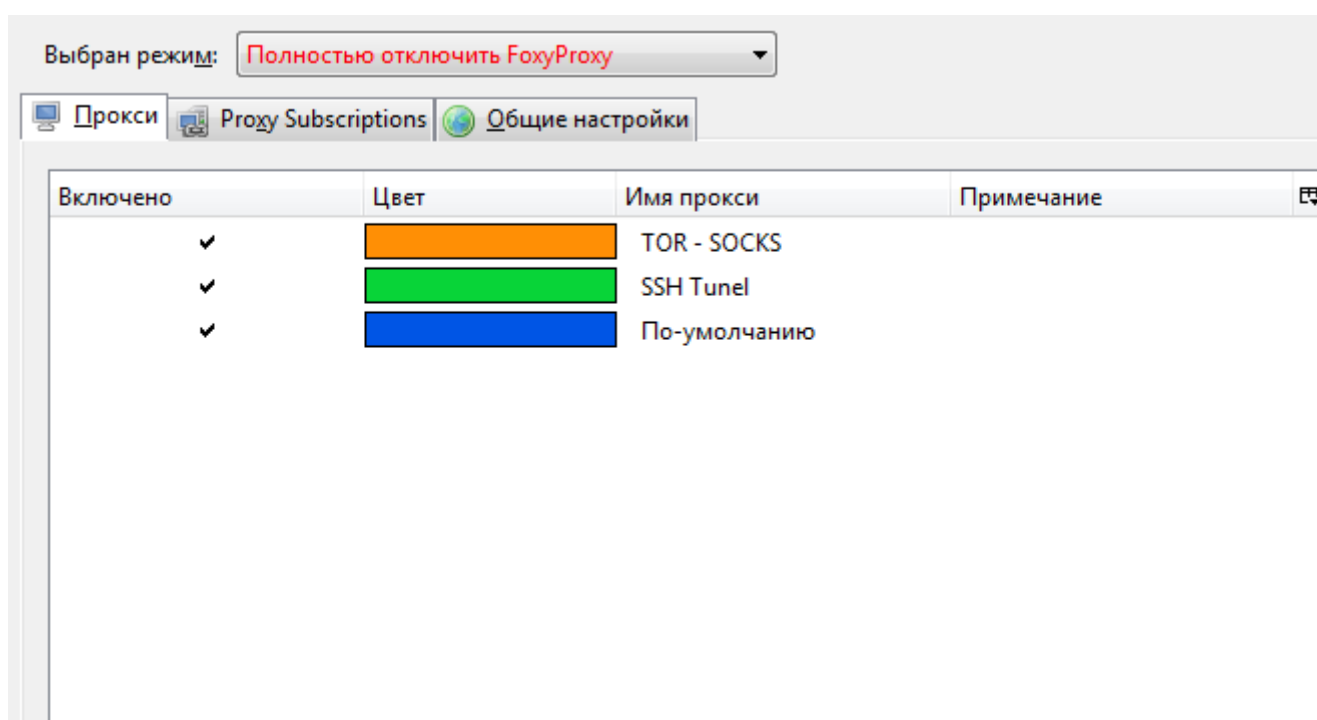 Выбран режим: Полностью отключить FoxyProxy
Прокси Proxy Subscriptions Общие настройки
Включено Цвет Имя прокси Примечание
TOR - SOCKS
SSH Tunel
По-умолчанию